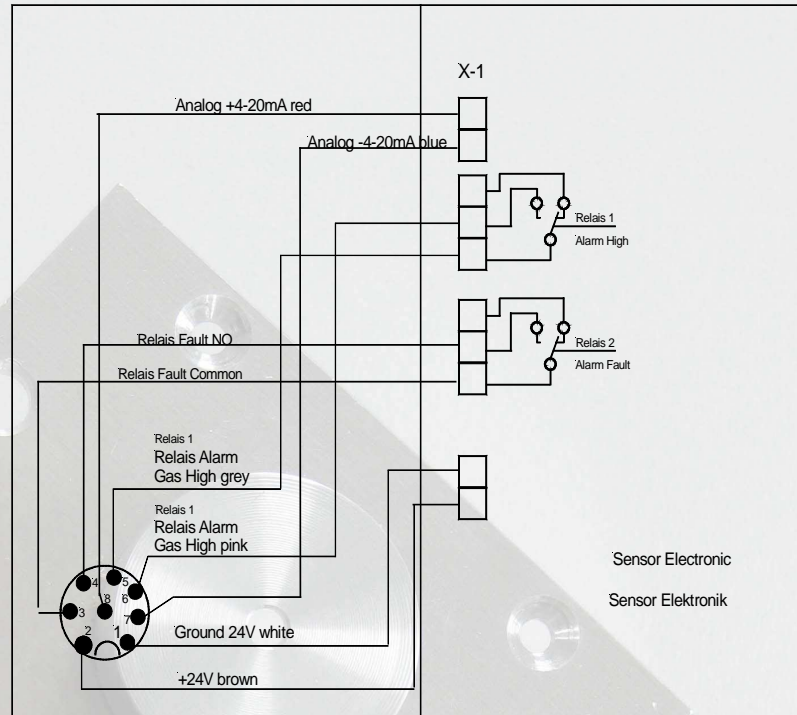 X-1
Analog +4-20mA red
Analog -4-20mA blue
Relais 1
Alarm High
Relais Fault NO
Relais 2
Alarm Fault
Relais Fault Common
Relais 1
Relais Alarm
Gas High grey
Relais 1
Relais Alarm
Gas High pink
Sensor Electronic
Sensor Elektronik
4
5
6
3
8
7
2
1
Ground 24V white
+24V brown